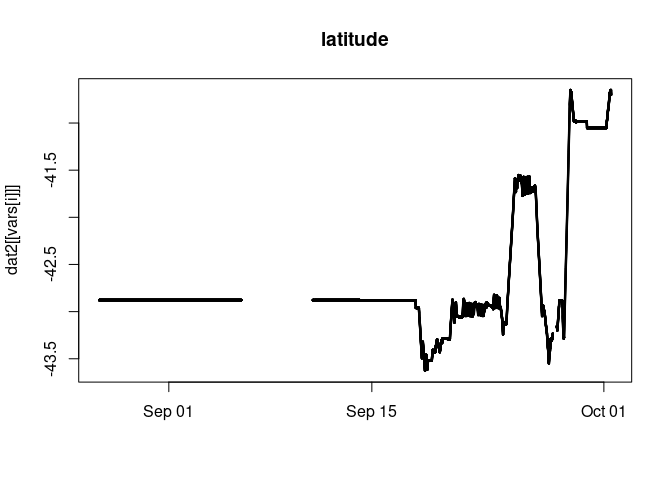 latitude
dat2[[vars[i]]]
-41.5
-42.5
-43.5
Sep 01
Sep 15
Oct 01